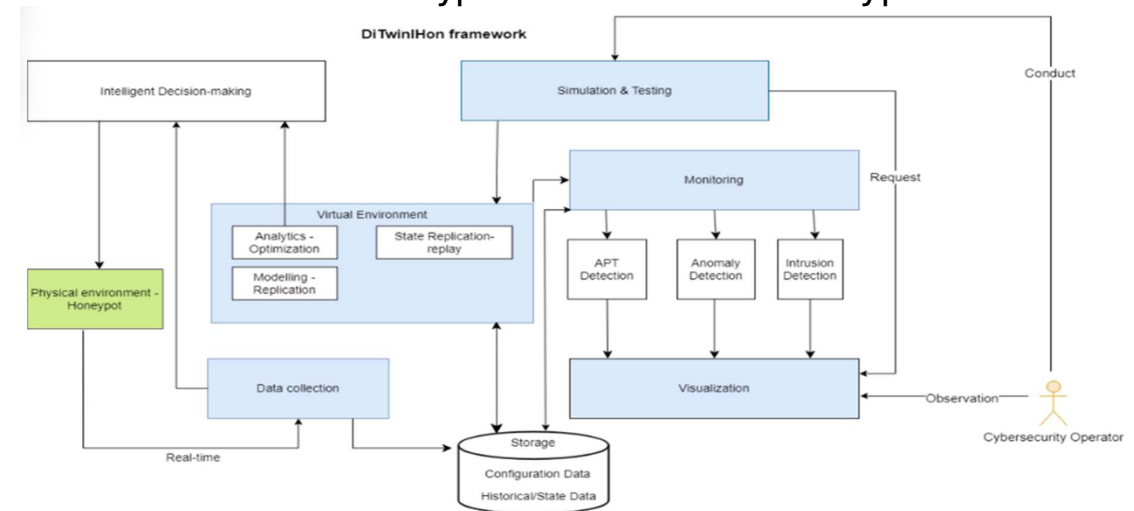 DiTwinIHon framework
Intelligent Decision-making
Simulation & Testing
Conduct
Monitoring
Request
Virtual Environment
Analytics -
Optimization
State Replication-
replay
Modelling -
Replication
APT
Detection
Anomaly
Detection
Intrusion
Detection
Physical environment -
Honeypot
Data collection
Visualization
Observation
Cybersecurity Operator
Real-time
Storage
Configuration Data
Historical/State Data